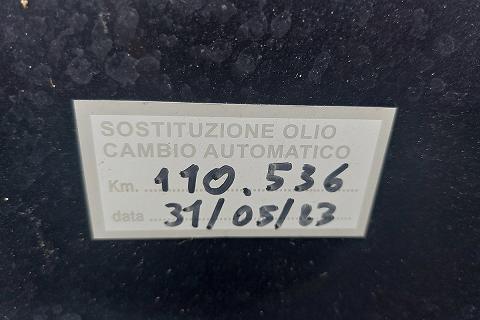 SOSTITUZIONE OLIO
CAMBIO AUTOMATICO
Km. 110.536
data 31/05/23